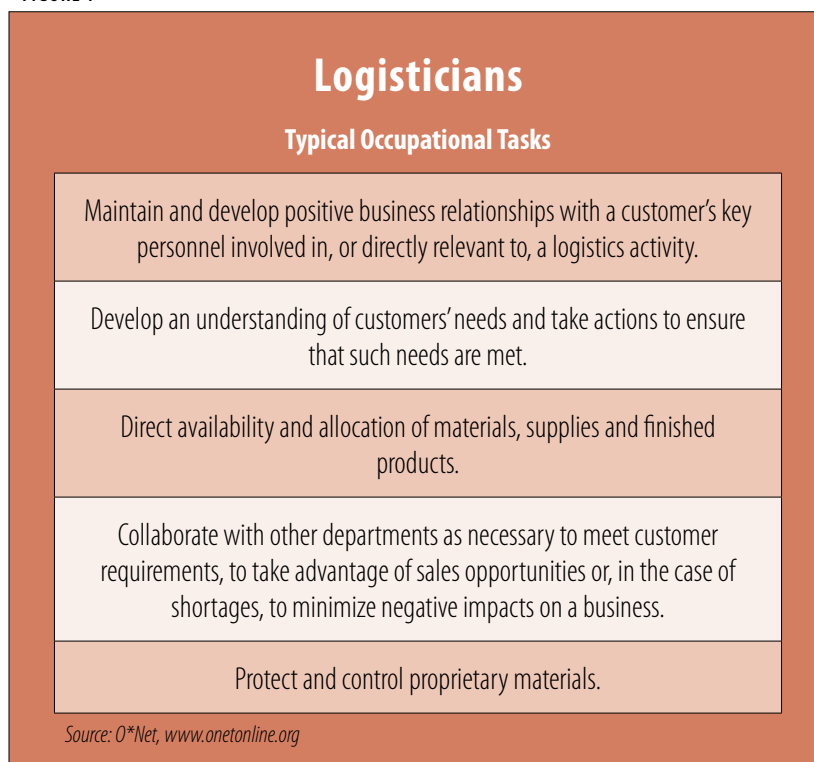 Logisticians
Typical Occupational Tasks
Maintain and develop positive business relationships with a customer’s key
personnel involved in, or directly relevant to, a logistics activity.
Develop an understanding of customers’ needs and take actions to ensure
that such needs are met.
Direct availability and allocation of materials, supplies and finished
products.
Collaborate with other departments as necessary to meet customer
requirements, to take advantage of sales opportunities or, in the case of
shortages, to minimize negative impacts on a business.
Protect and control proprietary materials.
Source: O*Net, www.onetonline.org